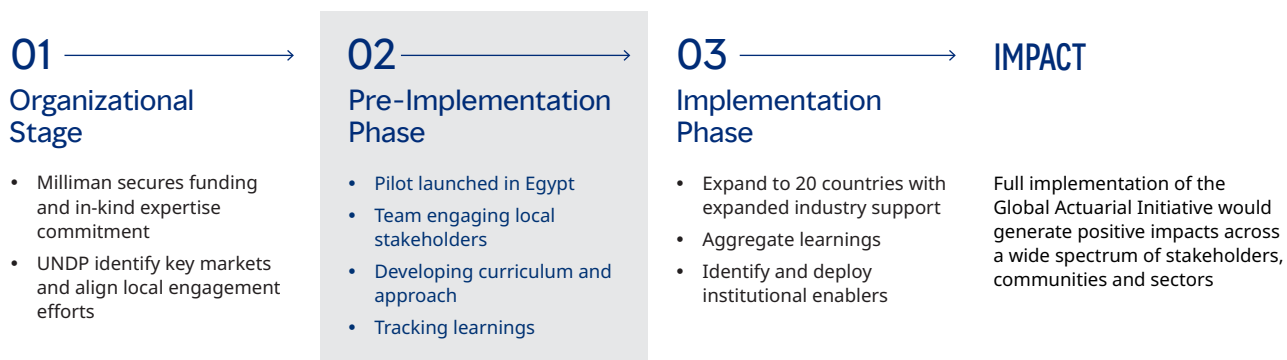 01
Organizational
Stage
• Milliman secures funding
and in-kind expertise
commitment
• UNDP identify key markets
and align local engagement
efforts
02
Pre-Implementation
Phase
• Pilot launched in Egypt
• Team engaging local
stakeholders
• Developing curriculum and
approach
• Tracking learnings
03
Implementation
Phase
• Expand to 20 countries with
expanded industry support
• Aggregate learnings
• Identify and deploy
institutional enablers
IMPACT
Full implementation of the
Global Actuarial Initiative would
generate positive impacts across
a wide spectrum of stakeholders,
communities and sectors